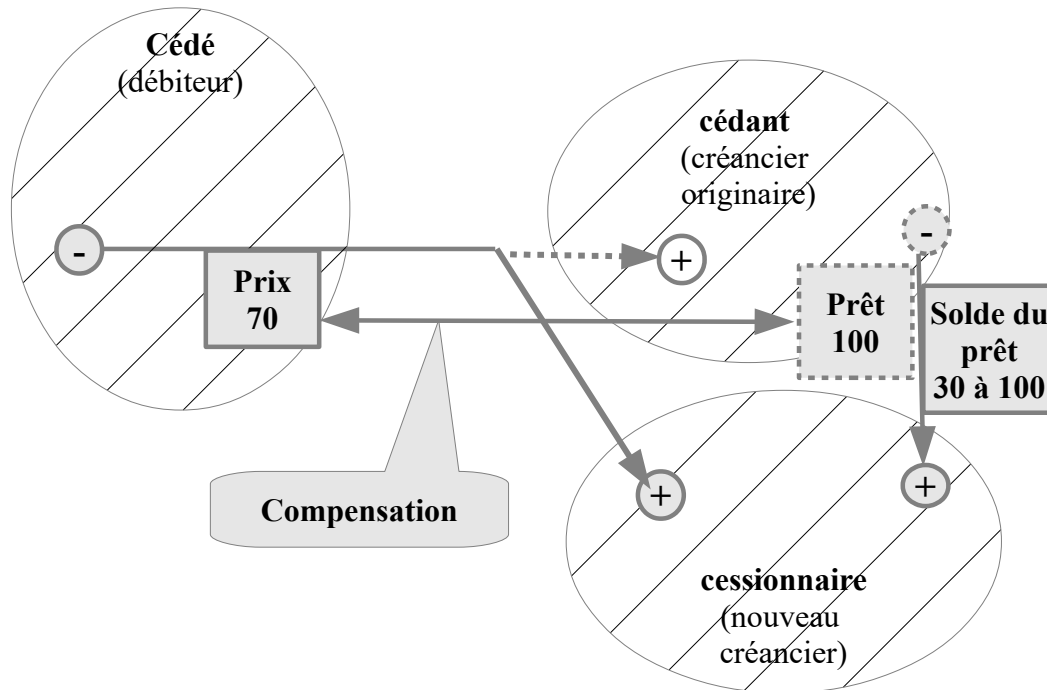 Cédé
(débiteur)
cédant
(créancier
originaire)
-
-
+
Prix
70
Prêt
100
Solde du
prêt
30 à 100
+
+
Compensation
cessionnaire
(nouveau
créancier)